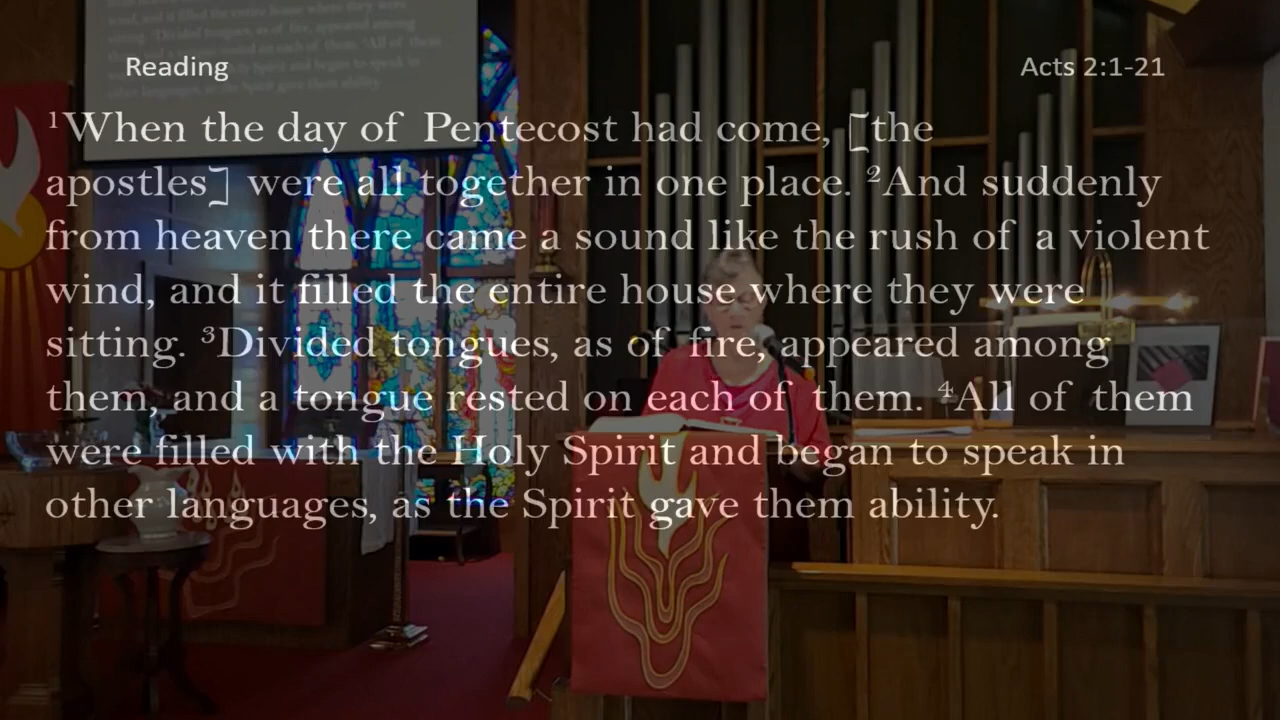 Reading Acts 2:1-21
¹When the day of Pentecost had come, [the
apostles] were all together in one place. ²And suddenly
from heaven there came a sound like the rush of a violent
wind, and it filled the entire house where they were
sitting. ³Divided tongues, as of fire, appeared among
them, and a tongue rested on each of them. ⁴All of them
were filled with the Holy Spirit and began to speak in
other languages, as the Spirit gave them ability.